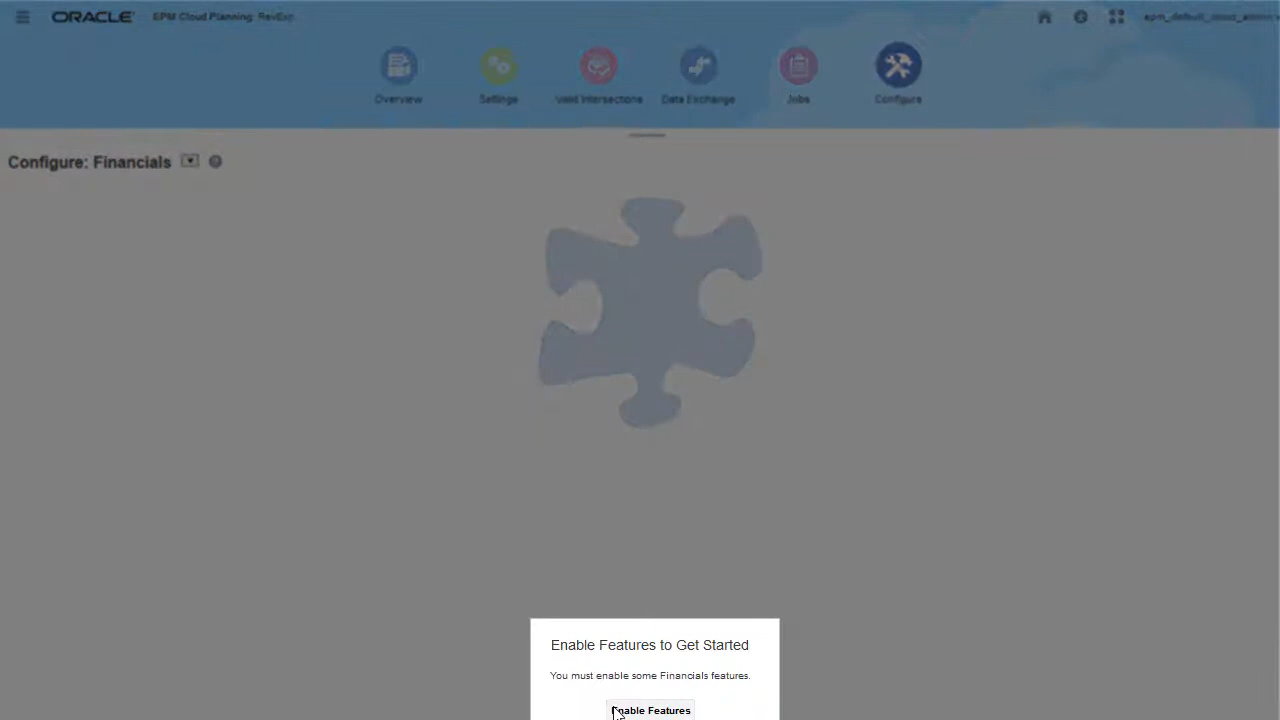 ORACLE
EPM Cloud Planning: RevExp
epm_default_cloud_admin
Overview
Settings
Valid Intersections
Data Exchange
Jobs
Configure
Configure: Financials
Enable Features to Get Started
You must enable some Financials features.
Enable Features